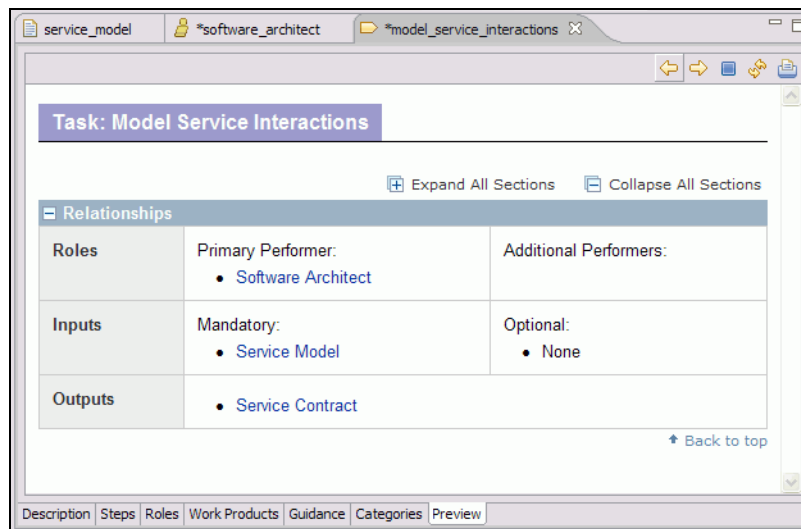 service_model *software_architect *model_service_interactions
Task: Model Service Interactions
Expand All Sections Collapse All Sections
Relationships
Roles Primary Performer: Additional Performers:
• Software Architect
Inputs Mandatory: Optional:
• Service Model • None
Outputs • Service Contract
Back to top
Description Steps Roles Work Products Guidance Categories Preview